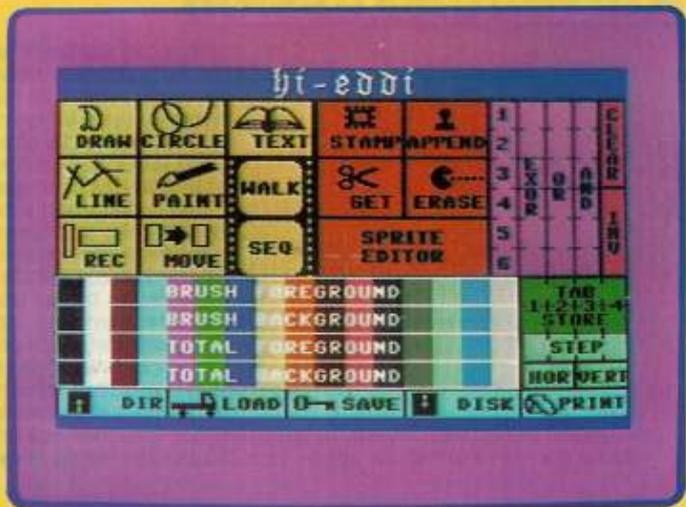 hi-eddi
DRAW CIRCLE TEXT STAMP APPEND
LINE PAINT WALK GET ERASE
REC MOVE SEQ SPRITE
EDITOR
1
2
3
4
5
6
EXOR
OR
AND
CLEAR
INV
BRUSH FOREGROUND
BRUSH BACKGROUND
TOTAL FOREGROUND
TOTAL BACKGROUND
TAB
1|2|3|4
STORE
STEP
HOR VERT
DIR LOAD SAVE DISK PRINT